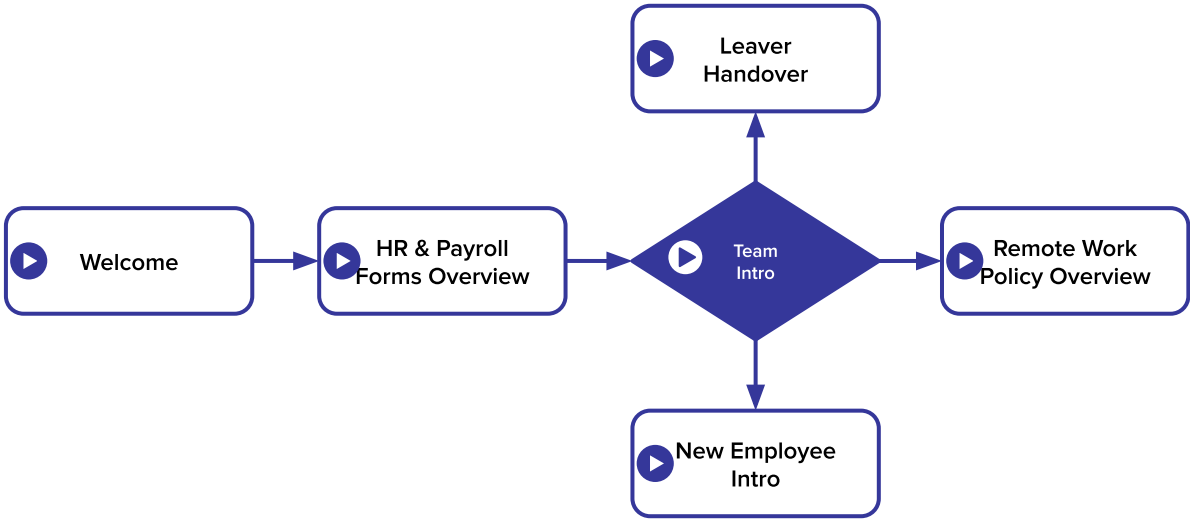 Leaver
Handover
Welcome
HR & Payroll
Forms Overview
Team
Intro
Remote Work
Policy Overview
New Employee
Intro